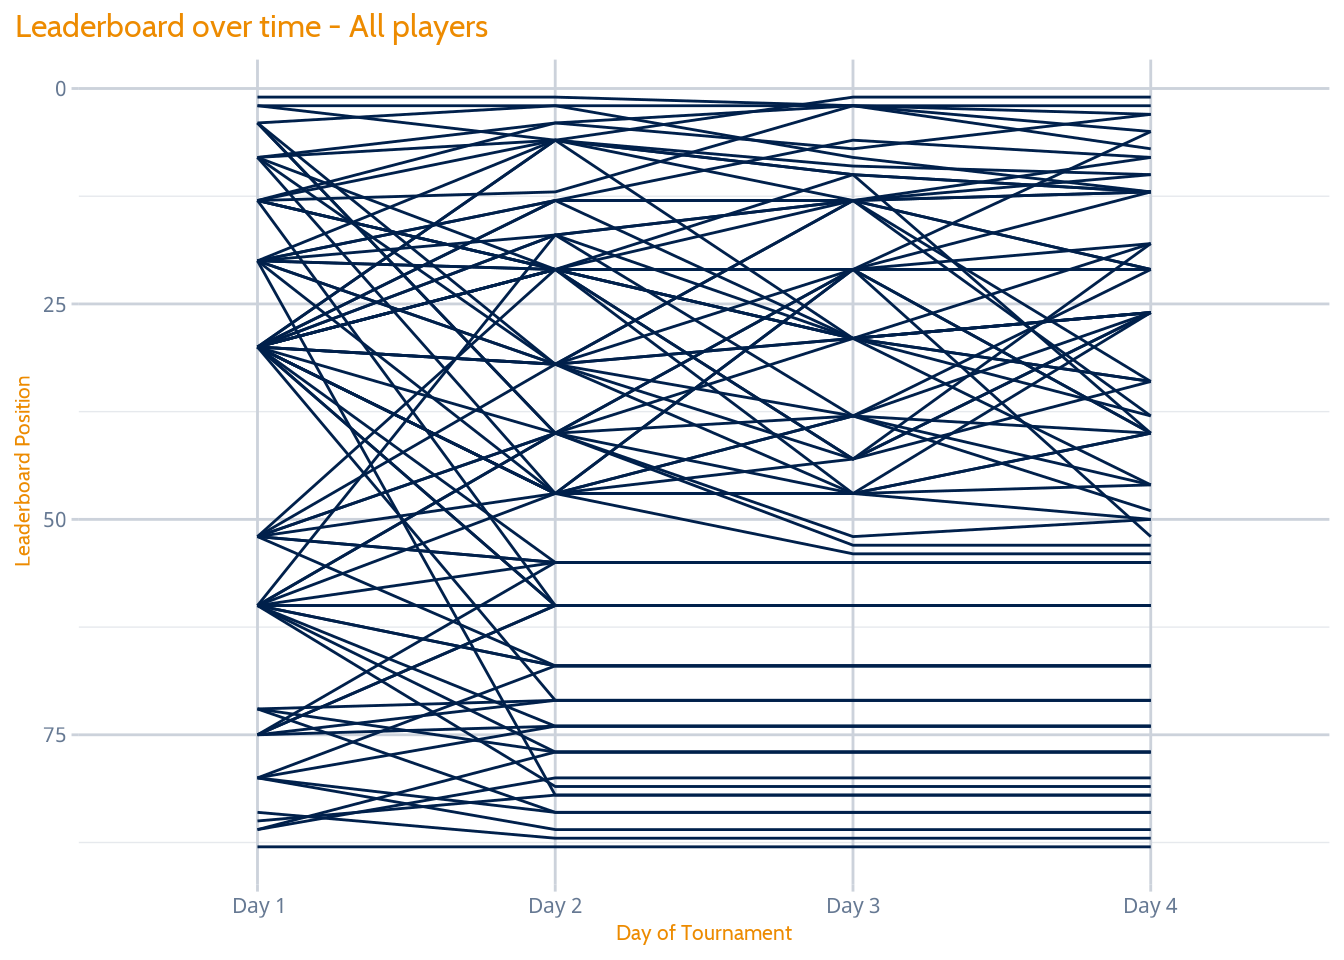 Leaderboard over time - All players
Leaderboard Position
0
25
50
75
Day 1
Day 2
Day 3
Day 4
Day of Tournament